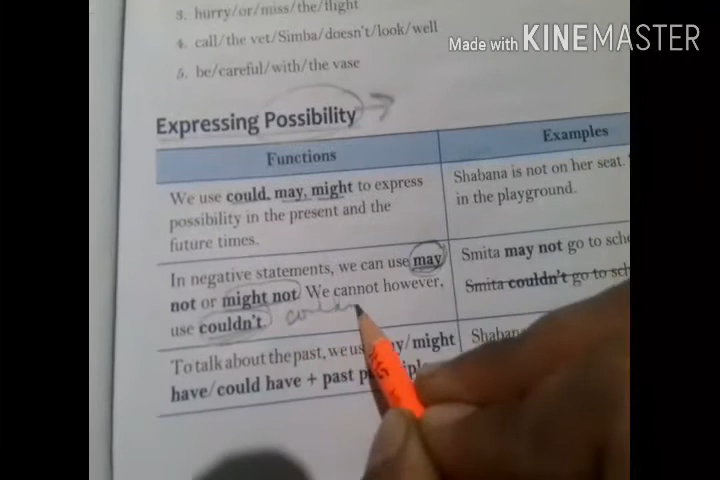 3. hurry/or/miss/the/flight
Made with KINEMASTER
4. call/the vet/Simba/doesn't/look/well
5. be/careful/with/the vase
Expressing Possibility
Functions
Examples
We use could, may, might to express
possibility in the present and the
future times.
Shabana is not on her seat.
in the playground.
In negative statements, we can use may
not or might not. We cannot however,
use couldn't.
Smita may not go to
Smita couldn't go to
To talk about the past, we /might
have/could have + past
Shabana